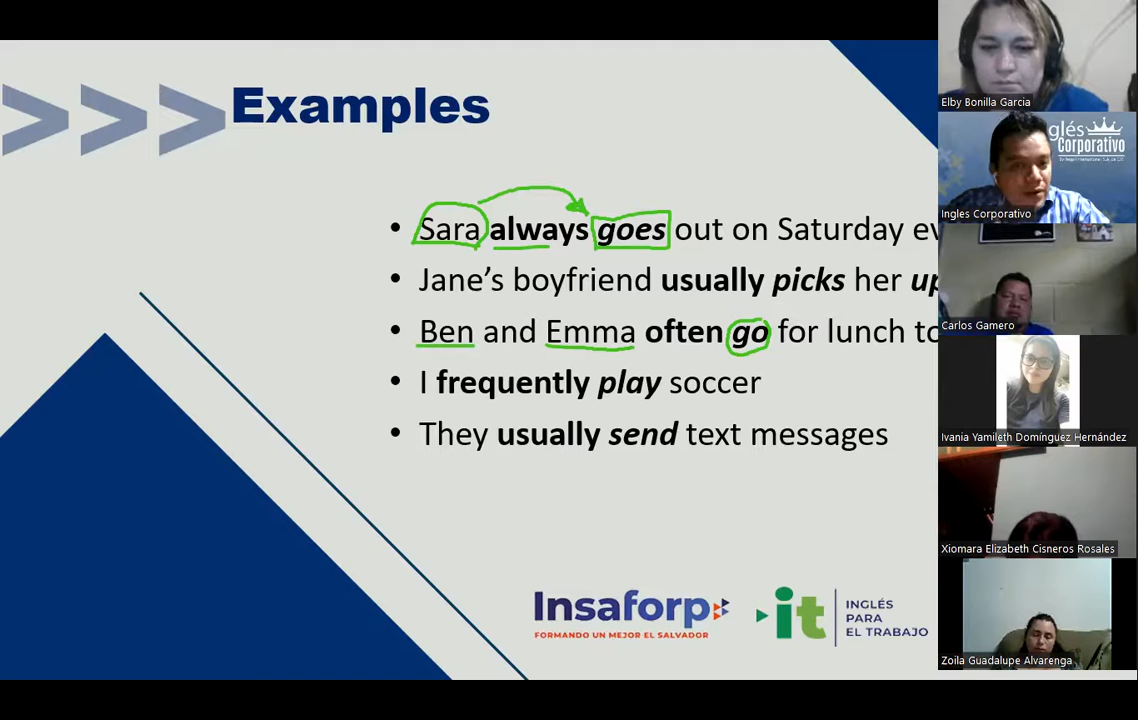 >>> Examples
• Sara always goes out on Saturday ev
• Jane's boyfriend usually picks her up
• Ben and Emma often go for lunch to
• I frequently play soccer
• They usually send text messages
Insaforp
FORMANDO UN MEJOR EL SALVADOR
it
INGLÉS
PARA
EL TRABAJO
Elby Bonilla Garcia
glés
Corporativo
Ingles Corporativo
Carlos Gamero
Ivania Yamileth Domínguez Hernández
Xiomara Elizabeth Cisneros Rosales
Zoila Guadalupe Alvarenga